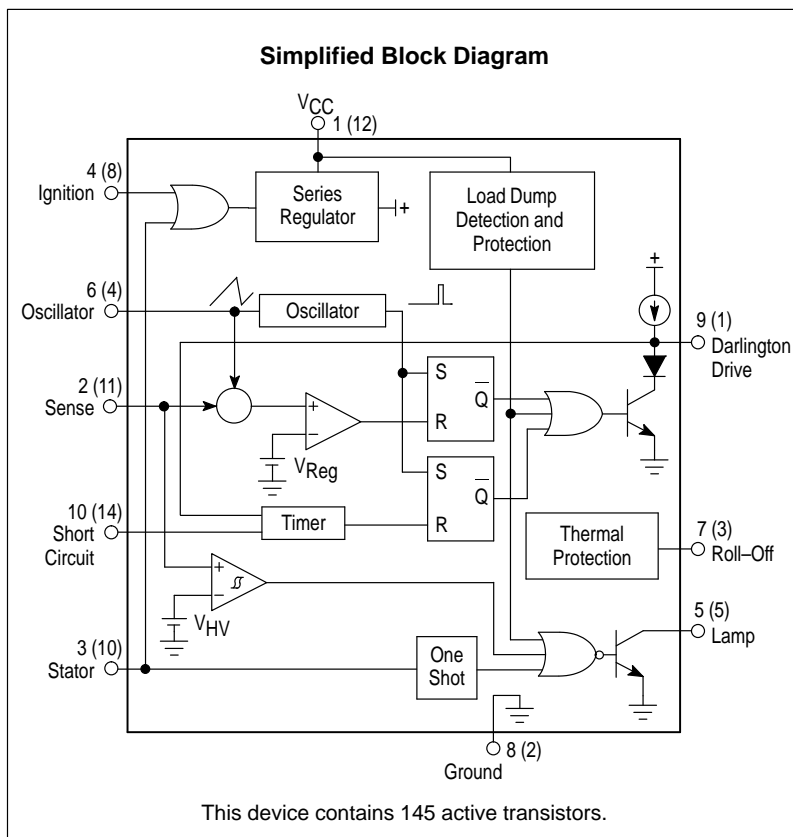 Simplified Block Diagram
VCC
1 (12)
4 (8)
Ignition
Series
Regulator
+
Load Dump
Detection and
Protection
+
6 (4)
Oscillator
Oscillator
9 (1)
Darlington
Drive
2 (11)
Sense
+
–
VReg
S
R
Q
S
R
Q
10 (14)
Short
Circuit
Timer
Thermal
Protection
7 (3)
Roll–Off
+
–
VHV
5 (5)
Lamp
3 (10)
Stator
One
Shot
8 (2)
Ground
This device contains 145 active transistors.